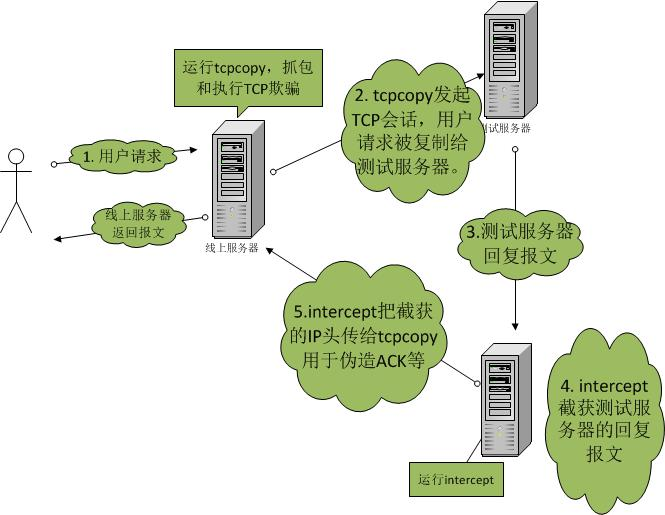 运行tcpcopy，抓包
和执行TCP欺骗
2. tcpcopy发起
TCP会话，用户
请求被复制给
测试服务器。
测试服务器
1. 用户请求
线上服务器
返回报文
线上服务器
3.测试服务器
回复报文
5.intercept把截获
的IP头传给tcpcopy
用于伪造ACK等
4. intercept
截获测试服
务器的回复
报文
运行intercept